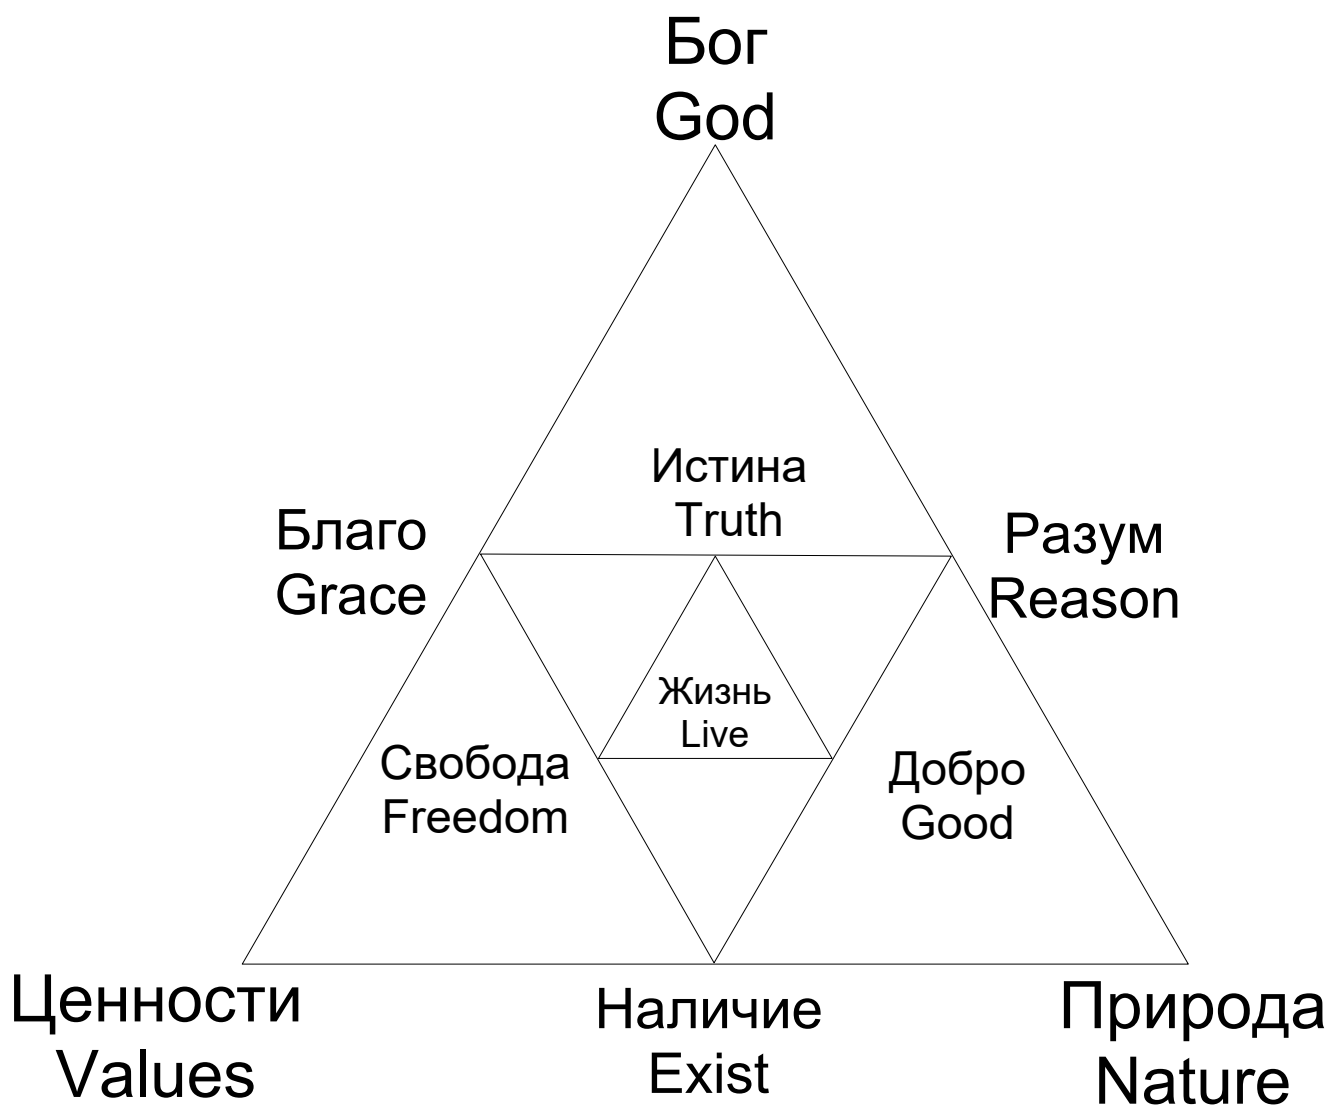 Бог
God
Истина
Truth
Благо
Grace
Разум
Reason
Жизнь
Live
Свобода
Freedom
Добро
Good
Ценности
Values
Наличие
Exist
Природа
Nature